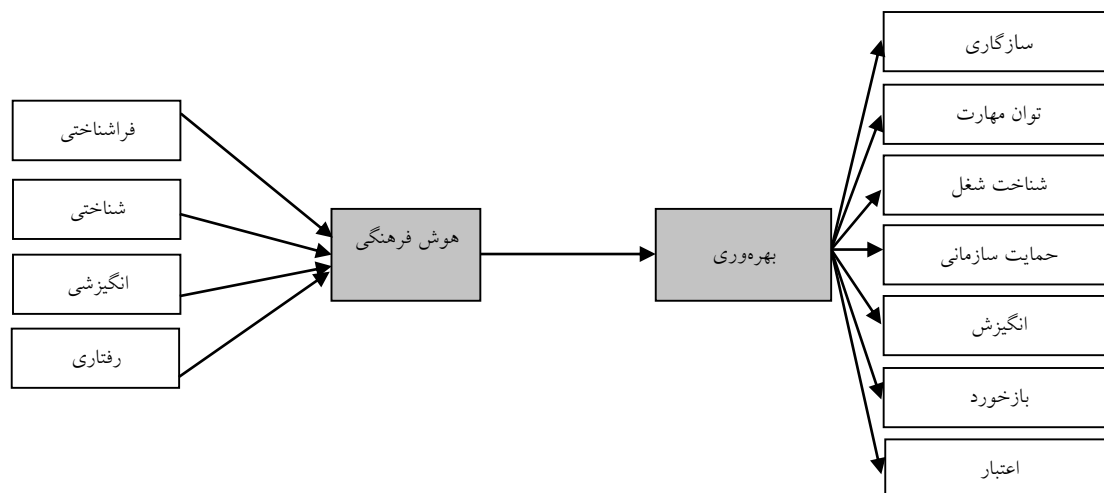 فراشناختی
شناختی
انگیزشی
رفتاری
هوش فرهنگی
بهره‌وری
سازگاری
توان مهارت
شناخت شغل
حمایت سازمانی
انگیزش
بازخورد
اعتبار